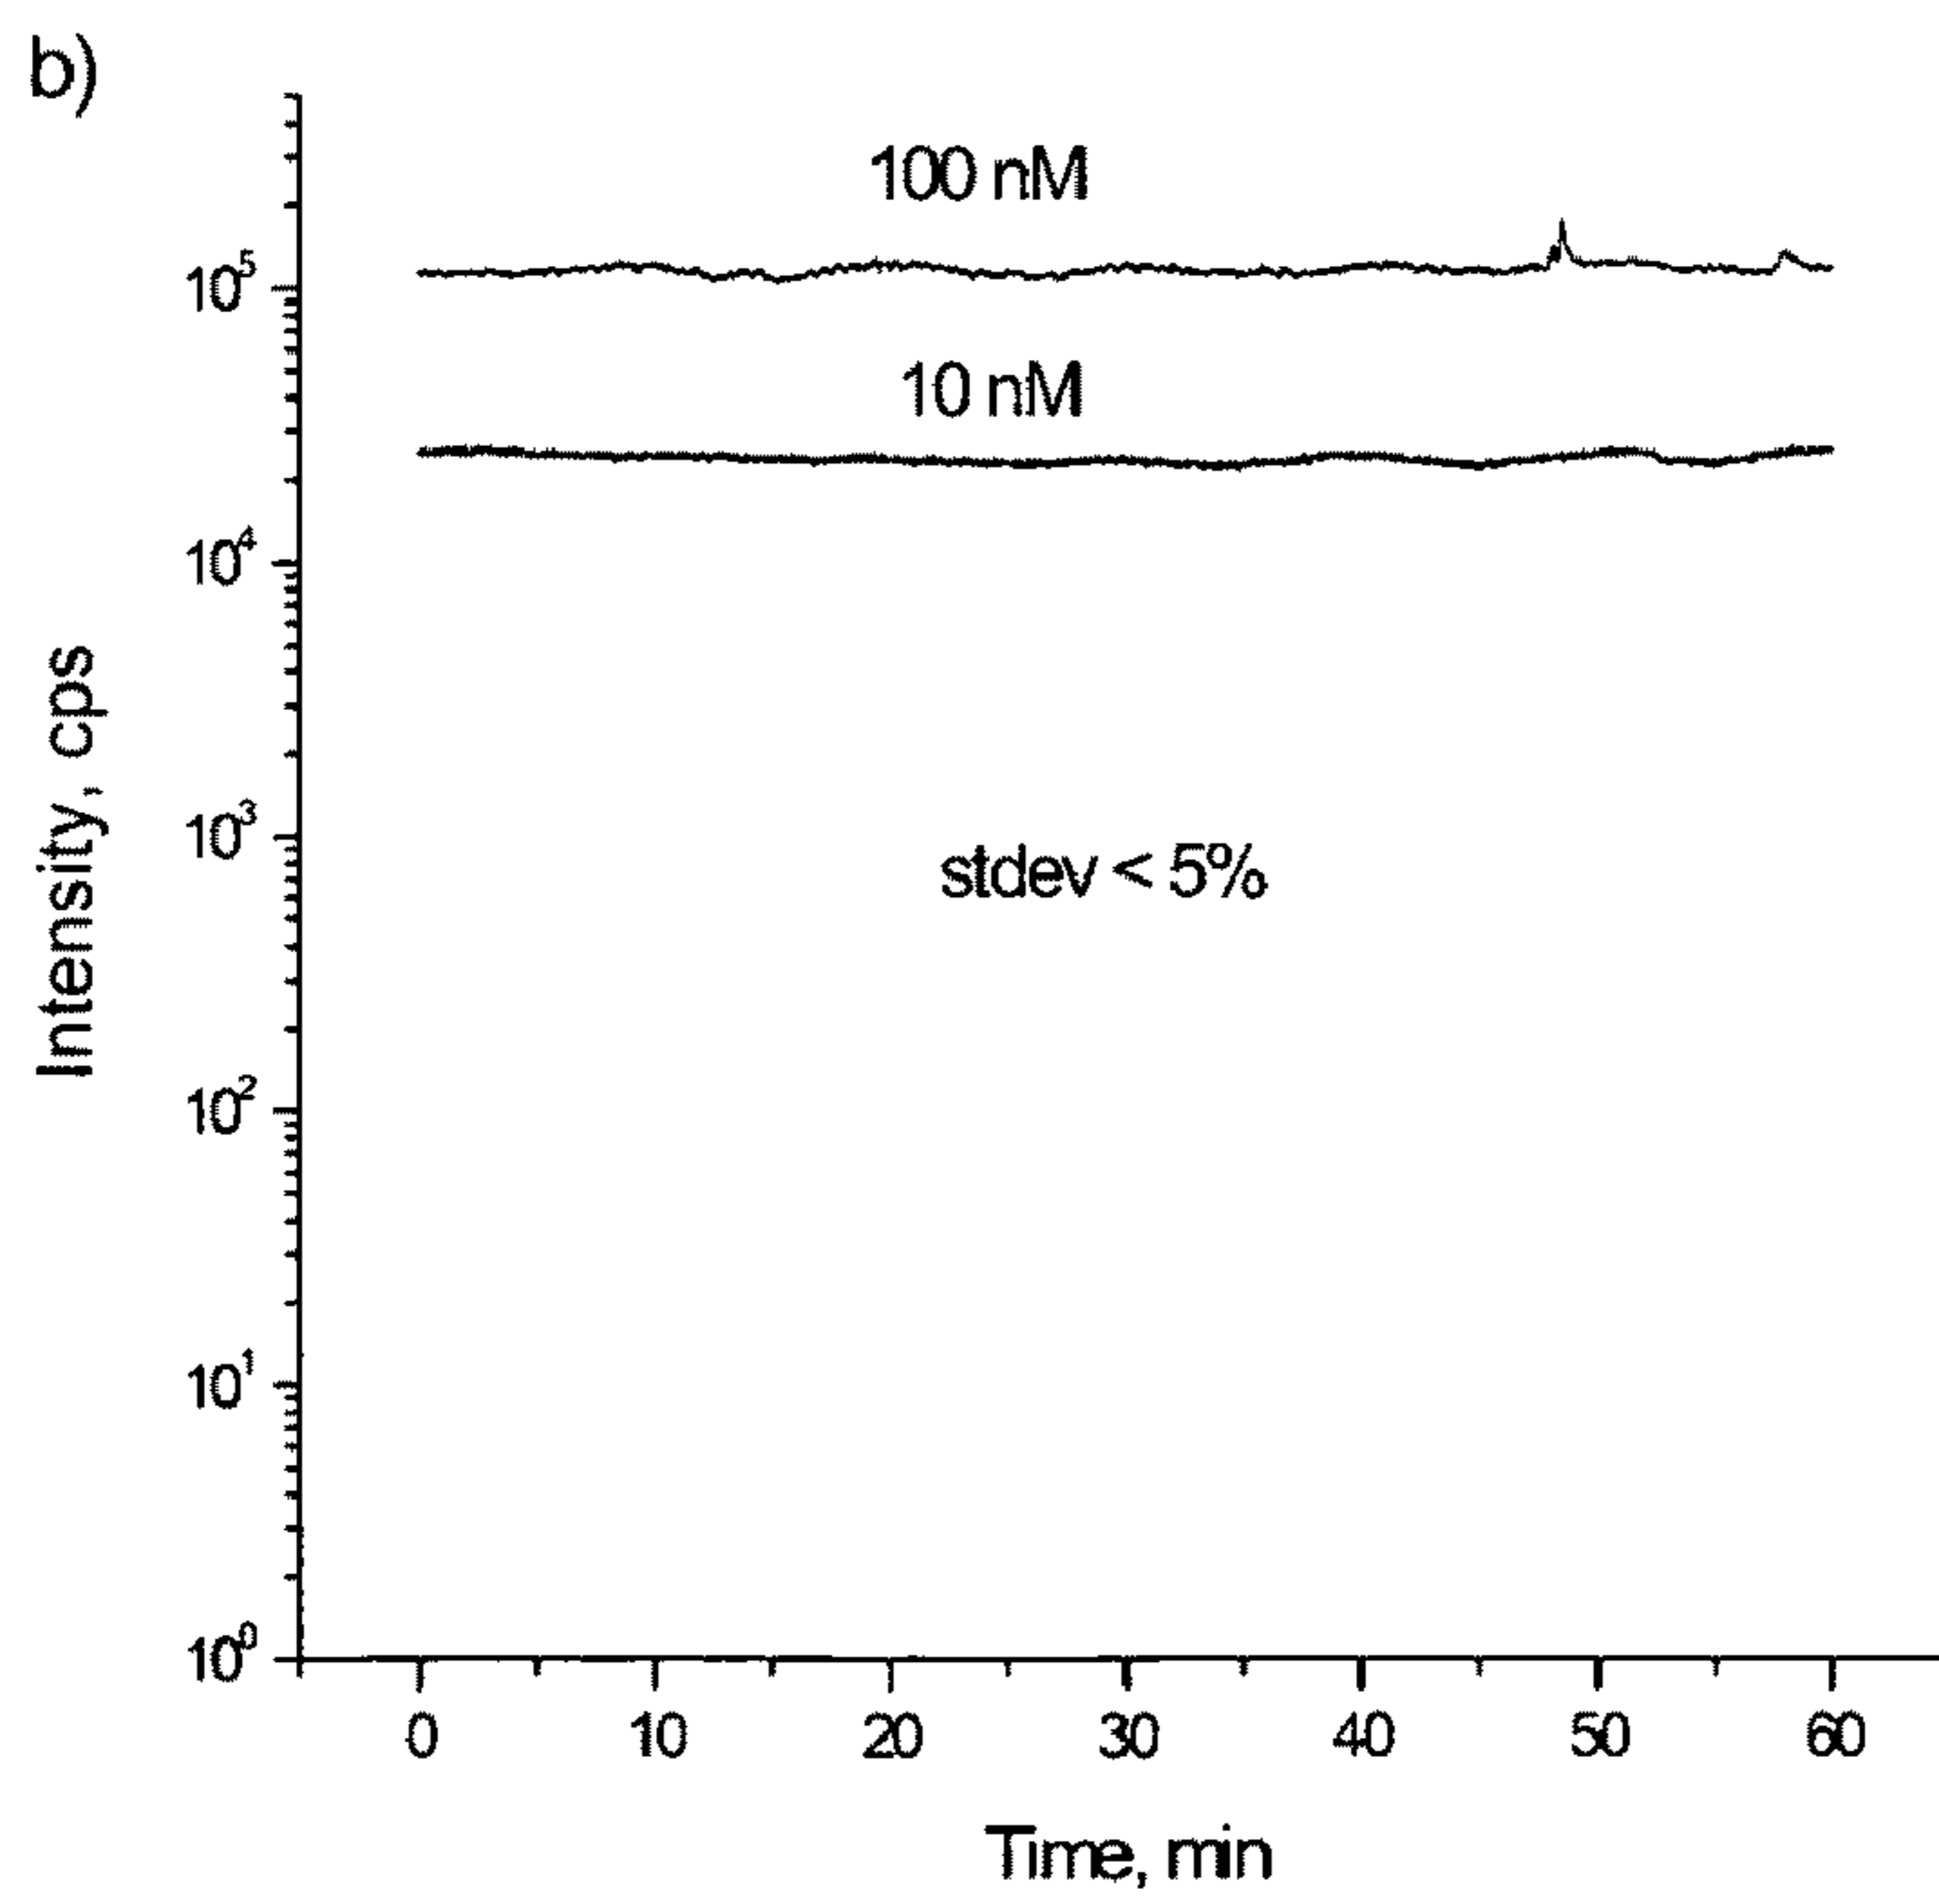 b)
100 nM
10⁵
10 nM
10⁴
Intensity, cps
10³
stdev < 5%
10²
10¹
10⁰
0 10 20 30 40 50 60
Time, min